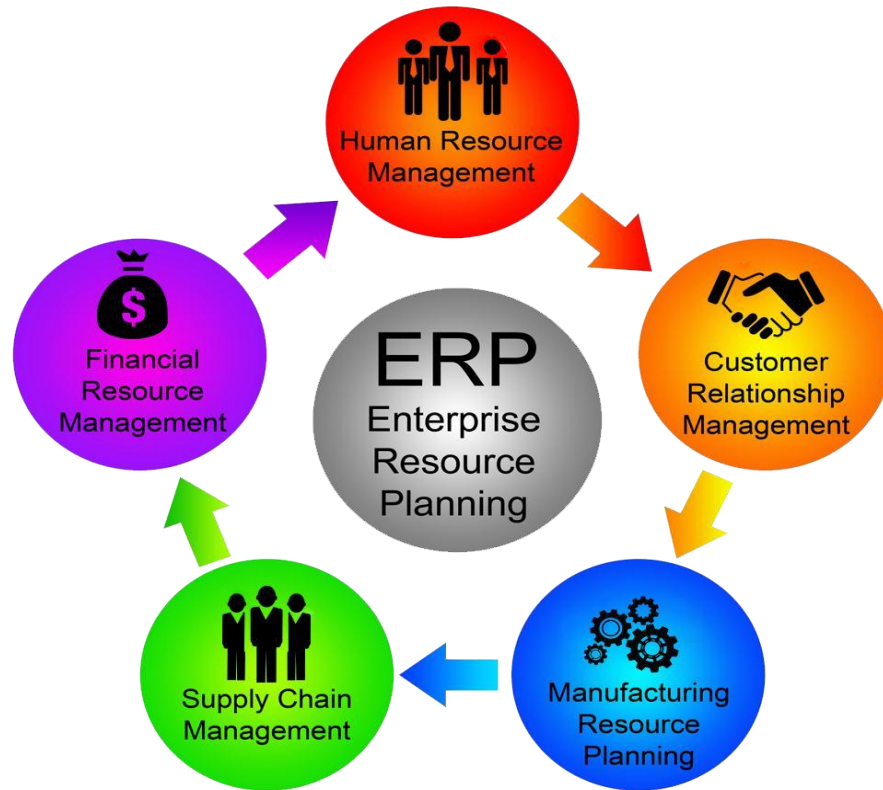 Human Resource
Management
Customer
Relationship
Management
Manufacturing
Resource
Planning
Supply Chain
Management
$
Financial
Resource
Management
ERP
Enterprise
Resource
Planning